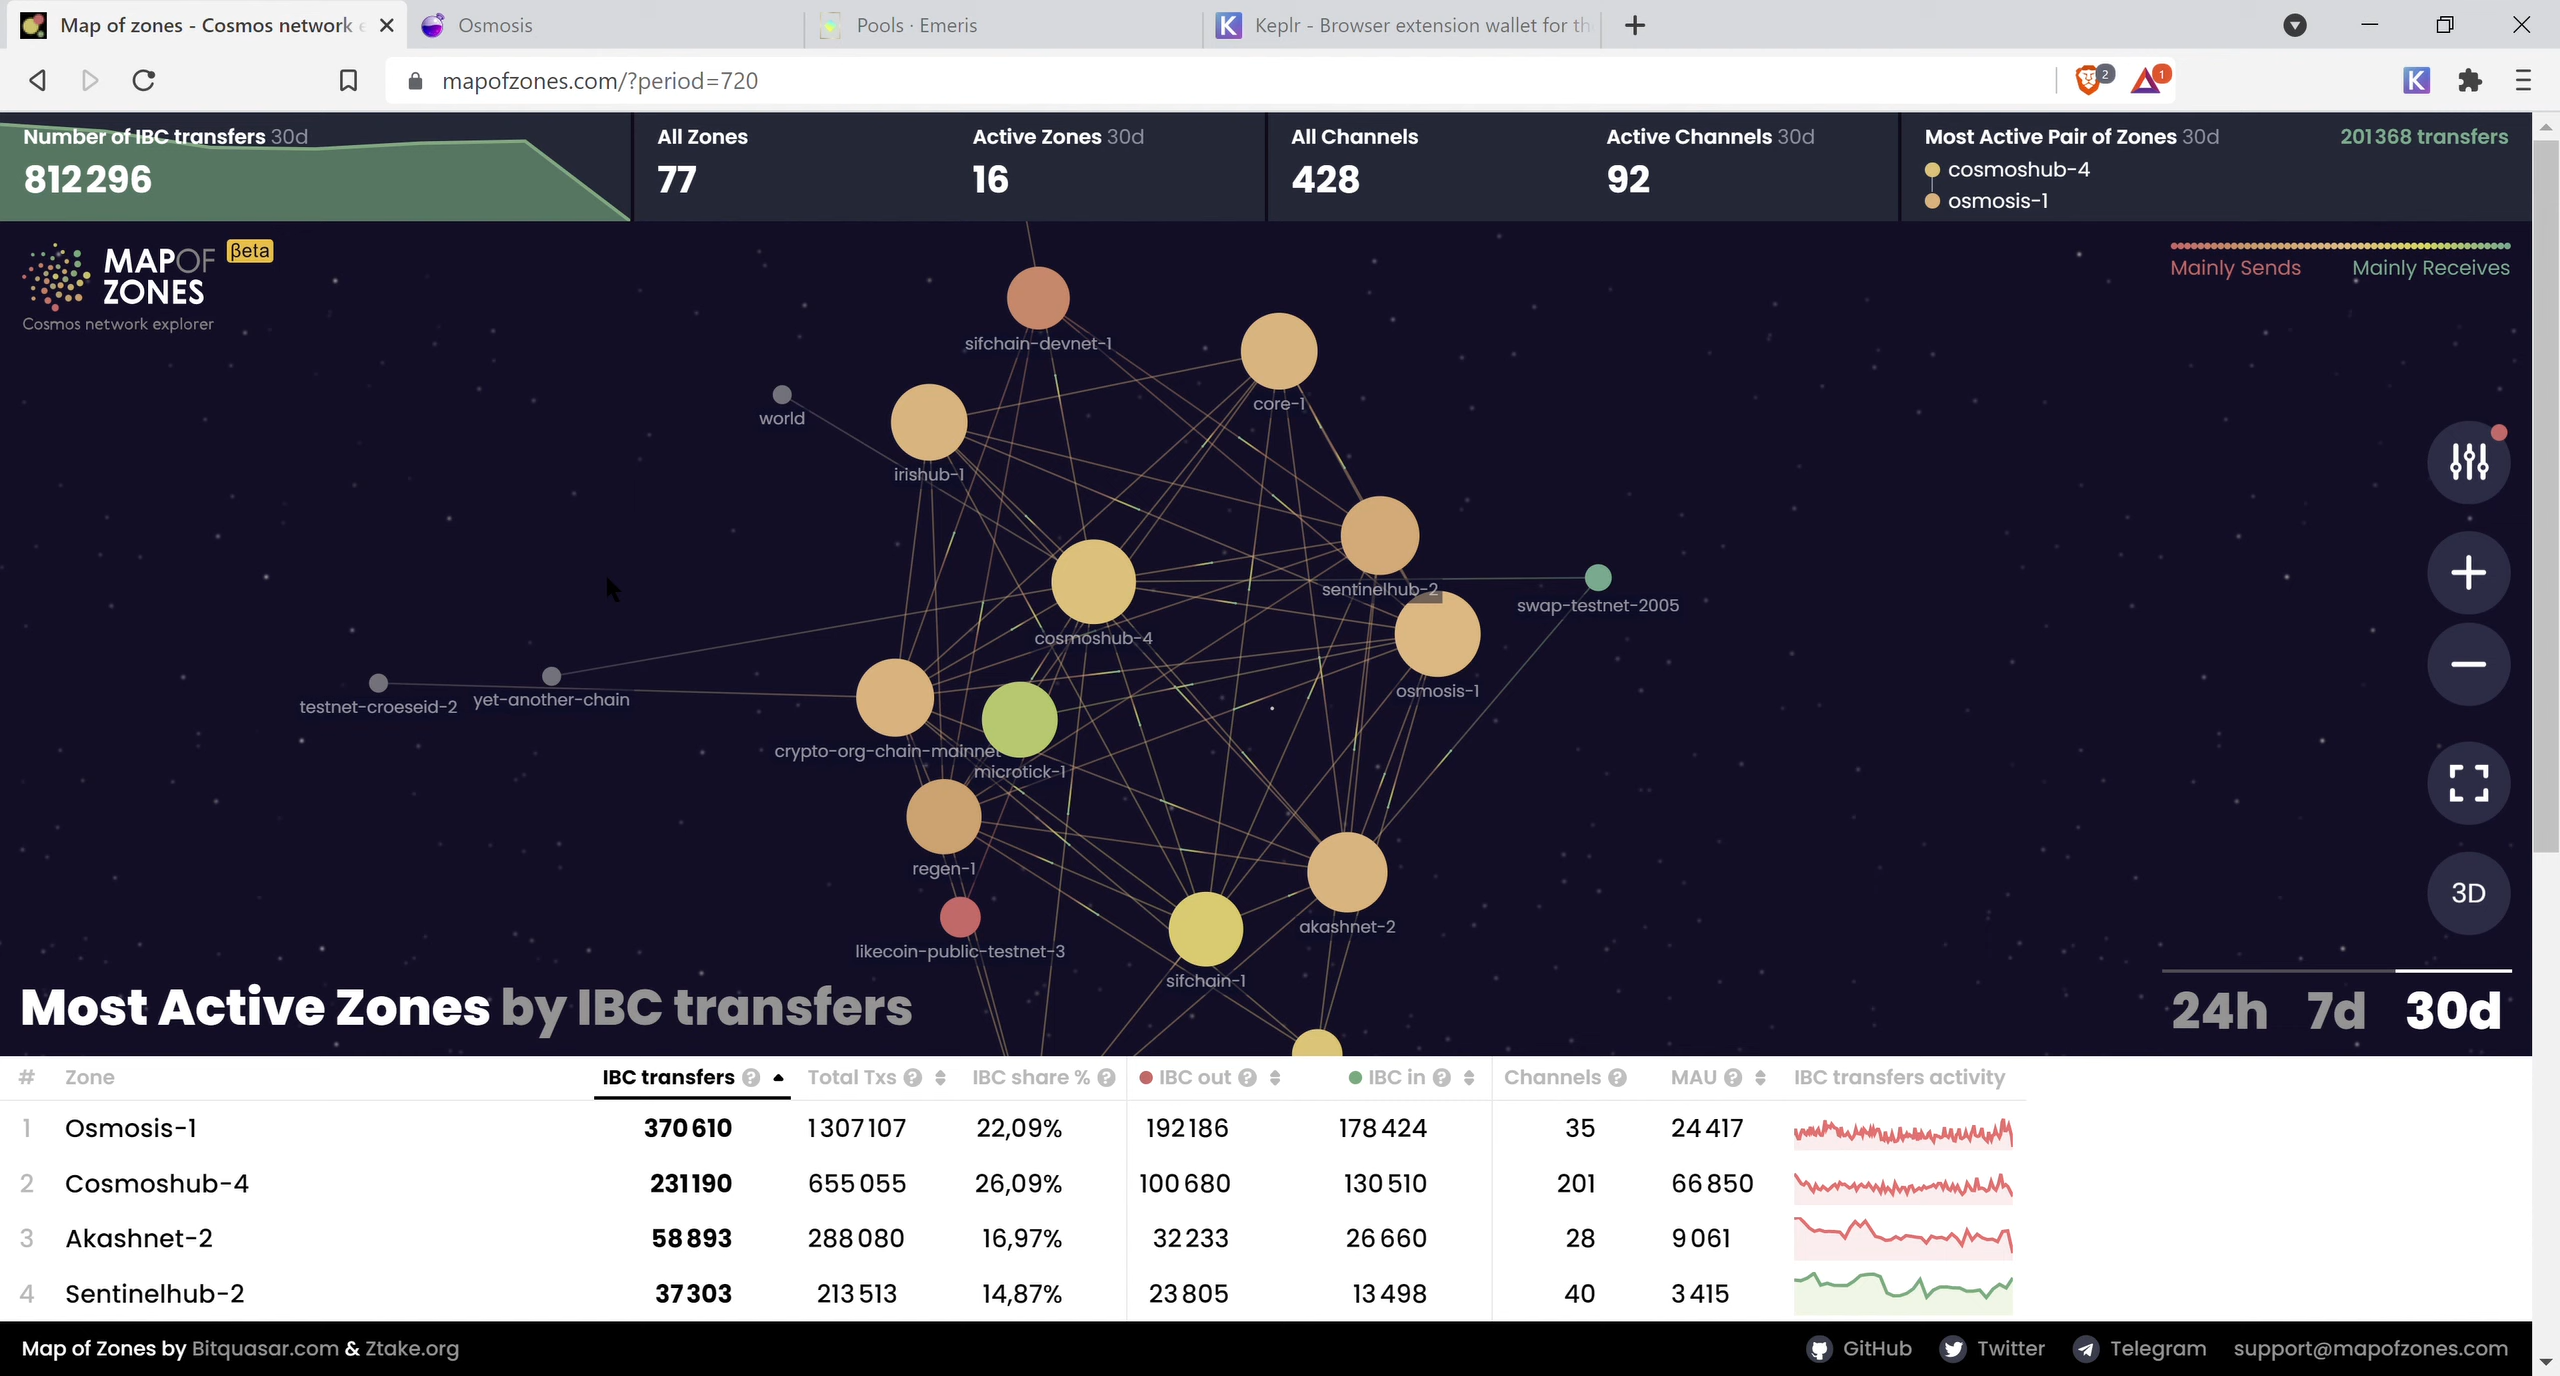 Map of zones - Cosmos network e
Osmosis
Pools · Emeris
Keplr - Browser extension wallet for th
mapofzones.com/?period=720
2
1
K
Number of IBC transfers 30d
812 296
All Zones
77
Active Zones 30d
16
All Channels
428
Active Channels 30d
92
Most Active Pair of Zones 30d
201 368 transfers
cosmoshub-4
osmosis-1
MAPOF
ZONES
βeta
Cosmos network explorer
Mainly Sends
Mainly Receives
sifchain-devnet-1
core-1
world
irishub-1
sentinelhub-2
swap-testnet-2005
cosmoshub-4
osmosis-1
testnet-croeseid-2
yet-another-chain
crypto-org-chain-mainnet
microtick-1
regen-1
akashnet-2
likecoin-public-testnet-3
sifchain-1
3D
Most Active Zones by IBC transfers
24h 7d 30d
# Zone IBC transfers ? Total Txs ? IBC share % ? IBC out ? IBC in ? Channels ? MAU ? IBC transfers activity
1 Osmosis-1 370 610 1 307 107 22,09% 192 186 178 424 35 24 417
2 Cosmoshub-4 231 190 655 055 26,09% 100 680 130 510 201 66 850
3 Akashnet-2 58 893 288 080 16,97% 32 233 26 660 28 9 061
4 Sentinelhub-2 37 303 213 513 14,87% 23 805 13 498 40 3 415
Map of Zones by Bitquasar.com & Ztake.org
GitHub Twitter Telegram support@mapofzones.com